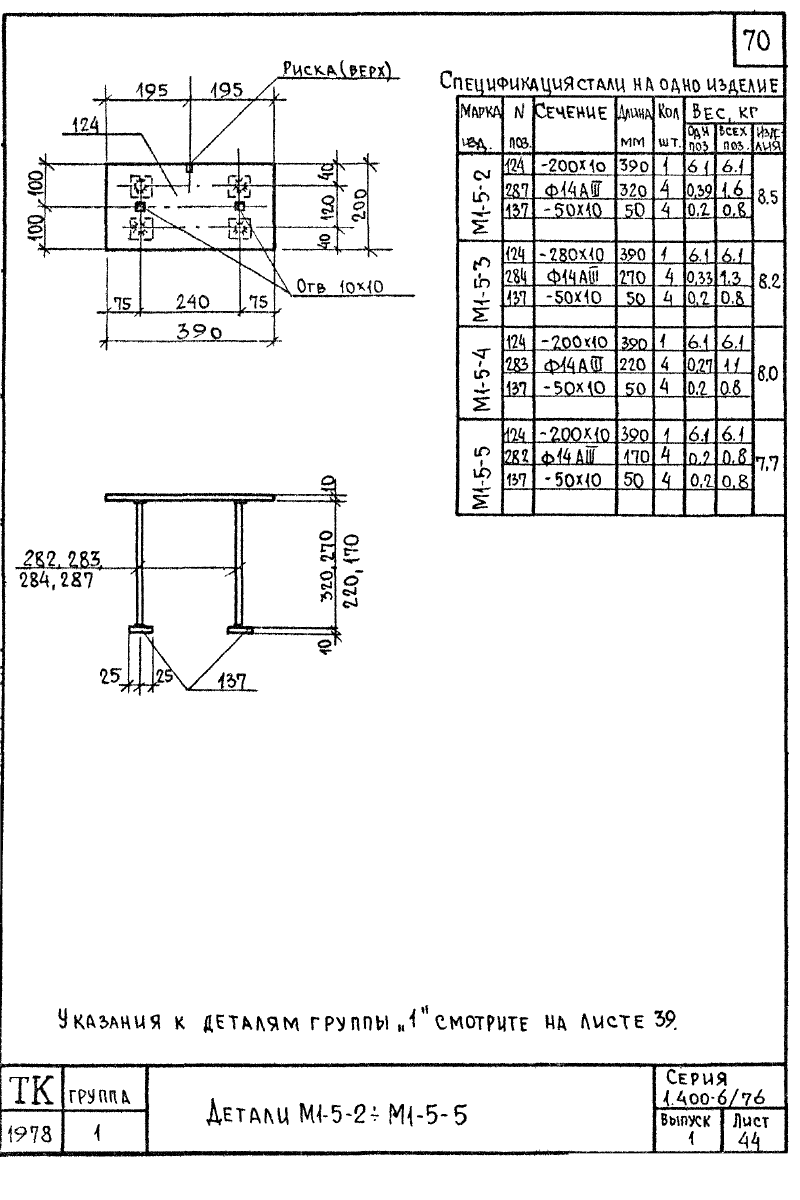 70
Риска (верх)
195 195
124
100
100
40
120
40
200
Отв 10×10
75 240 75
390
Спецификация стали на одно изделие
Марка изд. N поз. Сечение Длина мм Кол шт. Вес, кг
одн поз. всех поз. изделия
М1-5-2 124 -200×10 390 1 6.1 6.1 8.5
287 Ф14АIII 320 4 0,39 1.6
137 -50×10 50 4 0.2 0.8
М1-5-3 124 -280×10 390 1 6.1 6.1 8.2
284 Ф14АIII 270 4 0,33 1.3
137 -50×10 50 4 0,2 0.8
М1-5-4 124 -200×10 390 1 6.1 6.1 8.0
283 Ф14АIII 220 4 0,27 1.1
137 -50×10 50 4 0.2 0.8
М1-5-5 124 -200×10 390 1 6.1 6.1 7.7
282 Ф14АIII 170 4 0.2 0.8
137 -50×10 50 4 0,2 0,8
10
282, 283,
284, 287
320, 270
220, 170
10
25 25
137
Указания к деталям группы „1" смотрите на листе 39.
ТК группа
1978 1
Детали М1-5-2÷М1-5-5
Серия
1.400-6/76
Выпуск Лист
1 44